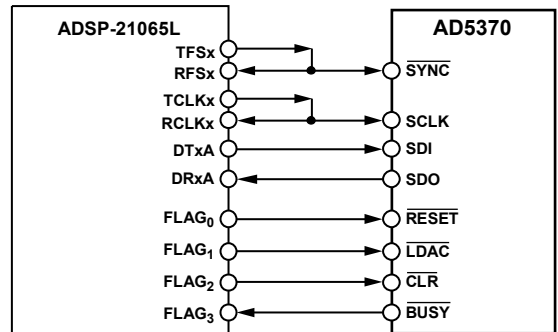 ADSP-21065L
AD5370
TFSx
RFSx
SYNC
TCLKx
RCLKx
SCLK
DTxA
SDI
DRxA
SDO
FLAG0
RESET
FLAG1
LDAC
FLAG2
CLR
FLAG3
BUSY